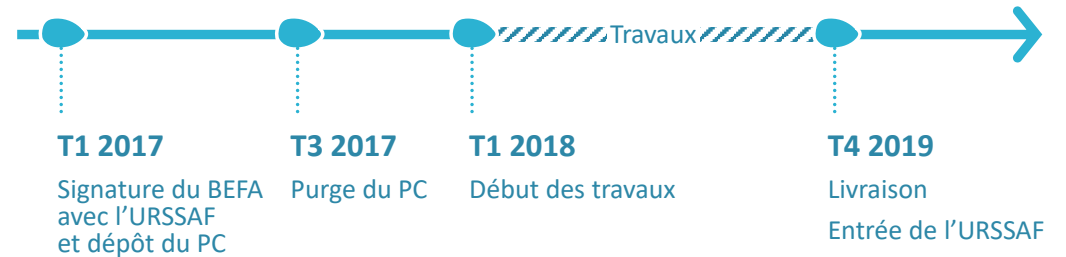 Travaux
T1 2017
Signature du BEFA
avec l’URSSAF
et dépôt du PC
T3 2017
Purge du PC
T1 2018
Début des travaux
T4 2019
Livraison
Entrée de l’URSSAF